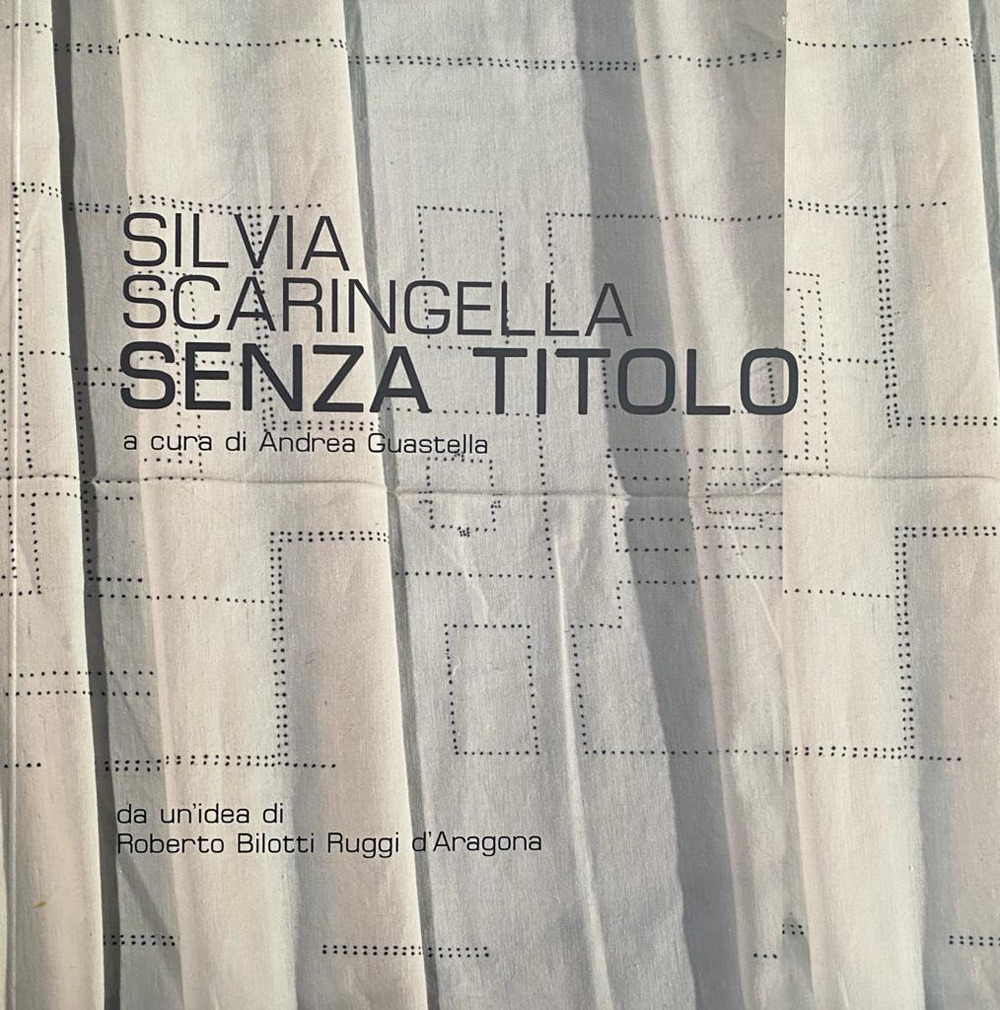 SILVIA
SCARINGELLA
SENZA TITOLO
a cura di Andrea Guastella
da un'idea di
Roberto Bilotti Ruggi d'Aragona